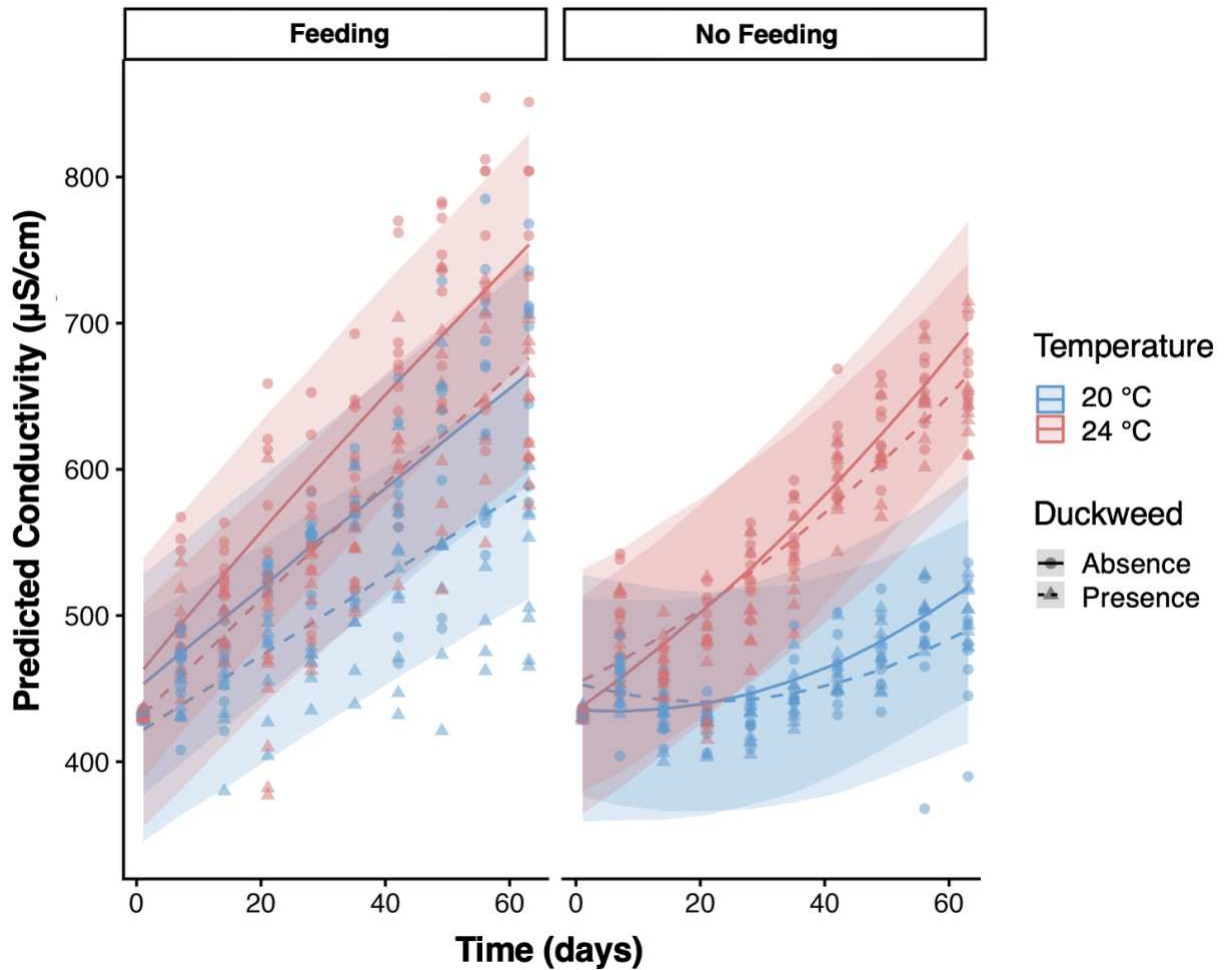 Feeding
No Feeding
Predicted Conductivity (µS/cm)
800
700
600
500
400
0
20
40
60
0
20
40
60
Time (days)
Temperature
20 °C
24 °C
Duckweed
Absence
Presence